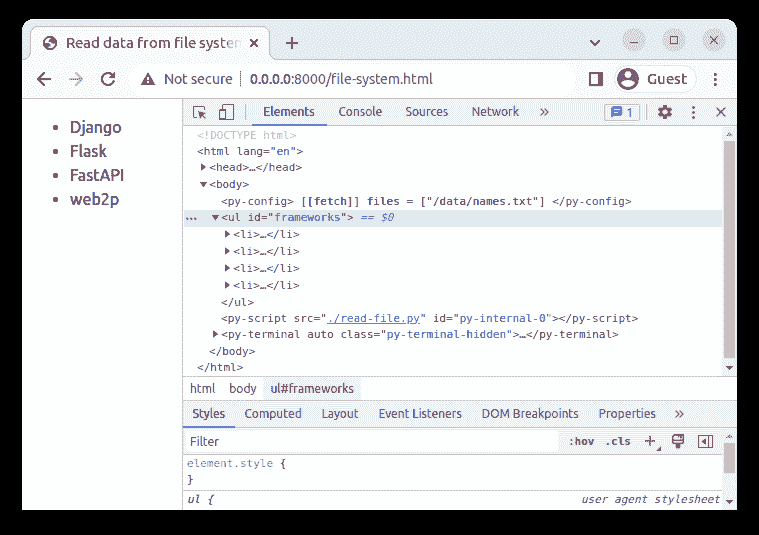 Read data from file system
Not secure 0.0.0.0:8000/file-system.html Guest
Elements Console Sources Network » 1
Django
Flask
FastAPI
web2p
<!DOCTYPE html>
<html lang="en">
<head>…</head>
<body>
<py-config> [[fetch]] files = ["/data/names.txt"] </py-config>
<ul id="frameworks"> == $0
<li>…</li>
<li>…</li>
<li>…</li>
<li>…</li>
</ul>
<py-script src="./read-file.py" id="py-internal-0"></py-script>
<py-terminal auto class="py-terminal-hidden">…</py-terminal>
</body>
</html>
html body ul#frameworks
Styles Computed Layout Event Listeners DOM Breakpoints Properties »
Filter :hov .cls
element.style {
}
ul { user agent stylesheet